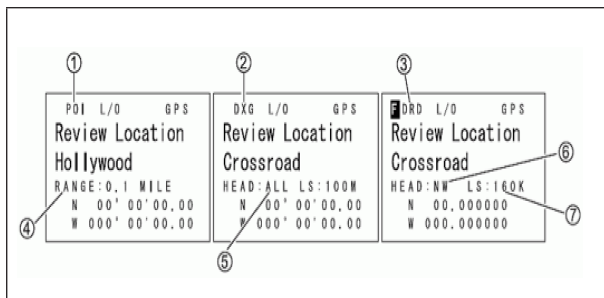 ① ② ③
POI L/O GPS
Review Location
Hollywood
RANGE:0.1 MILE
N 00' 00'00.00
W 000' 00'00.00
④
DXG L/O GPS
Review Location
Crossroad
HEAD:ALL LS:100M
N 00' 00'00.00
W 000' 00'00.00
⑤
F DRD L/O GPS
Review Location
Crossroad
HEAD:NW LS:160K
N 00.000000
W 000.000000
⑥
⑦